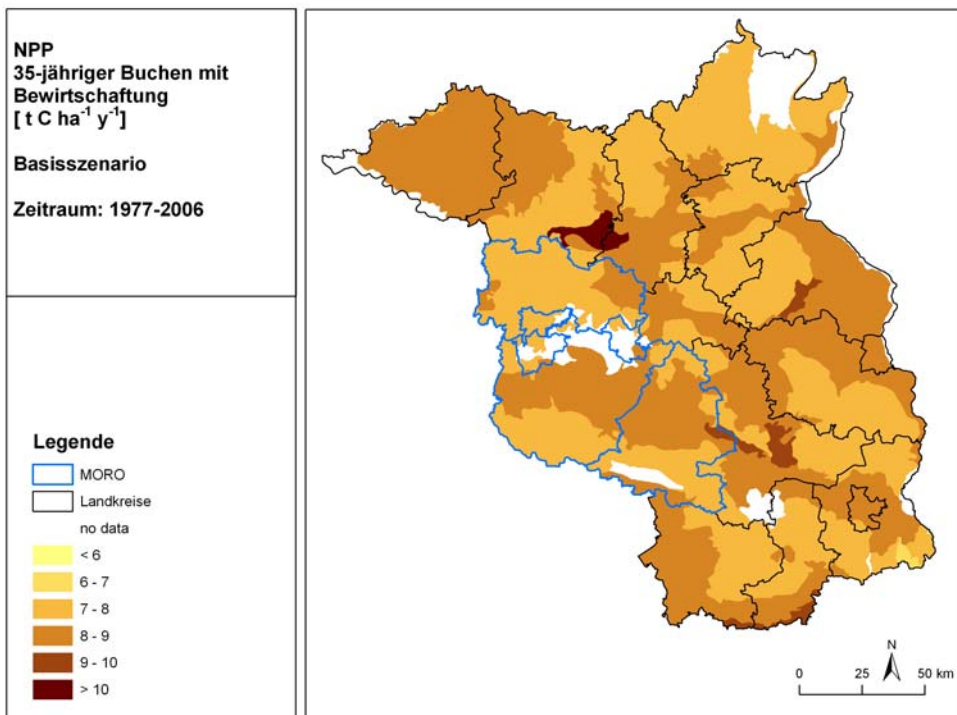 NPP
35-jähriger Buchen mit
Bewirtschaftung
[ t C ha⁻¹ y⁻¹]
Basisszenario
Zeitraum: 1977-2006
Legende
MORO
Landkreise
no data
< 6
6 - 7
7 - 8
8 - 9
9 - 10
> 10
N
0 25 50 km